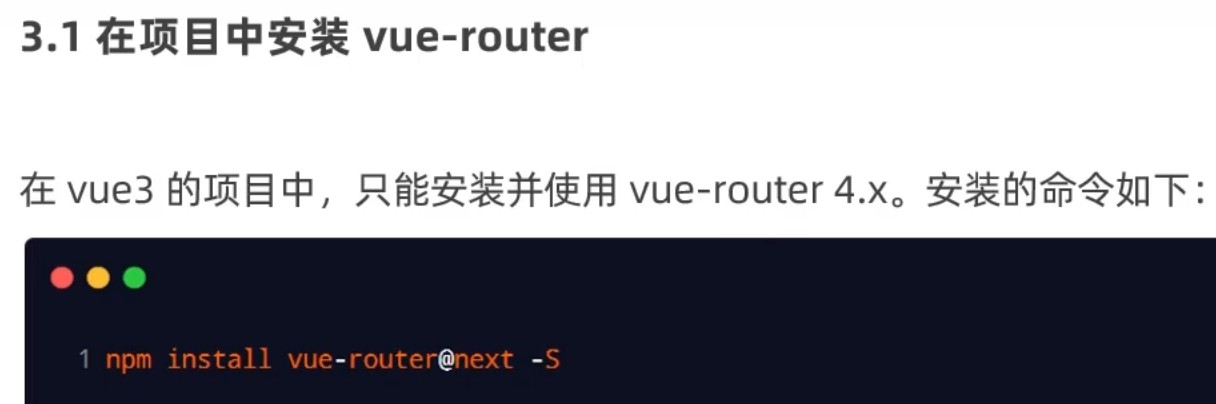 3.1 在项目中安装 vue-router
在 vue3 的项目中，只能安装并使用 vue-router 4.x。安装的命令如下：
1 npm install vue-router@next -S